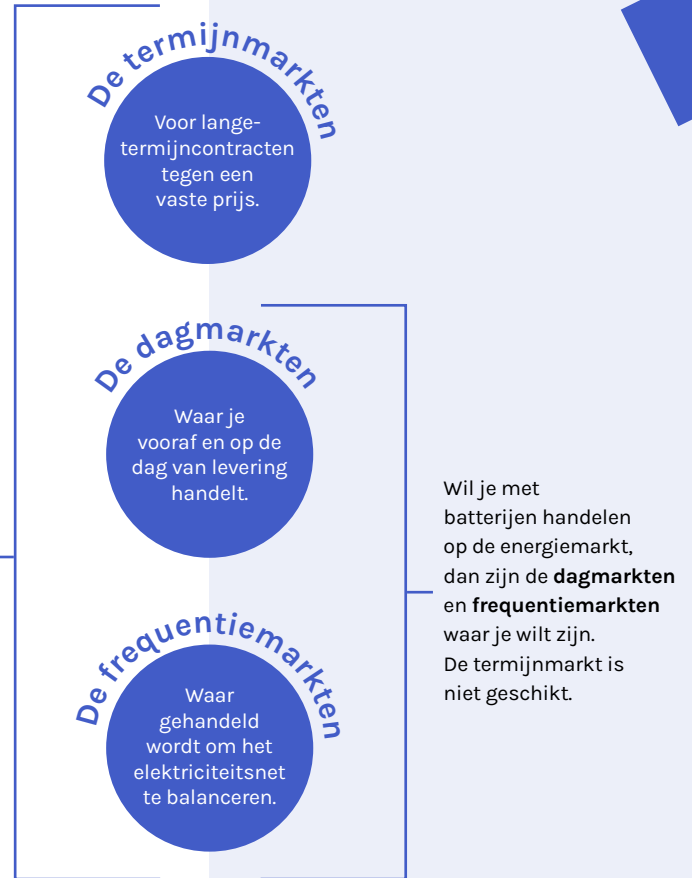 De termijnmarkten
Voor lange-
termijncontracten
tegen een
vaste prijs.
De dagmarkten
Waar je
vooraf en op de
dag van levering
handelt.
De frequentiemarkten
Waar
gehandeld
wordt om het
elektriciteitsnet
te balanceren.
Wil je met
batterijen handelen
op de energiemarkt,
dan zijn de dagmarkten
en frequentiemarkten
waar je wilt zijn.
De termijnmarkt is
niet geschikt.